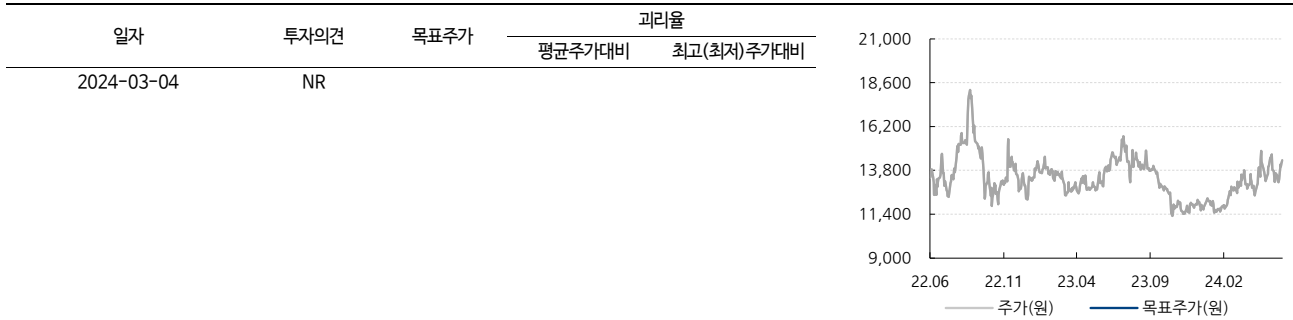 일자 투자의견 목표주가 괴리율
평균주가대비 최고(최저)주가대비
2024-03-04 NR
21,000
18,600
16,200
13,800
11,400
9,000
22.06 22.11 23.04 23.09 24.02
주가(원) 목표주가(원)